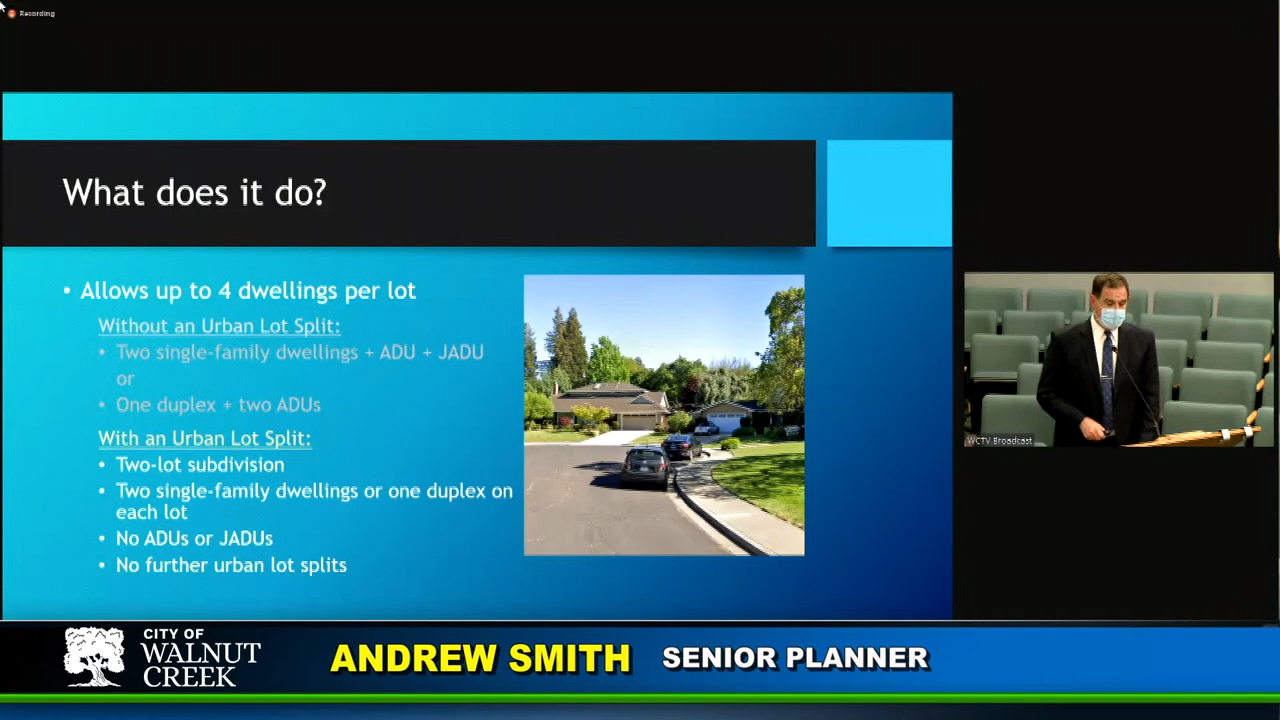 Recording
What does it do?
• Allows up to 4 dwellings per lot
Without an Urban Lot Split:
• Two single-family dwellings + ADU + JADU
or
• One duplex + two ADUs
With an Urban Lot Split:
• Two-lot subdivision
• Two single-family dwellings or one duplex on
each lot
• No ADUs or JADUs
• No further urban lot splits
WCTV Broadcast
CITY OF
WALNUT
CREEK
ANDREW SMITH SENIOR PLANNER